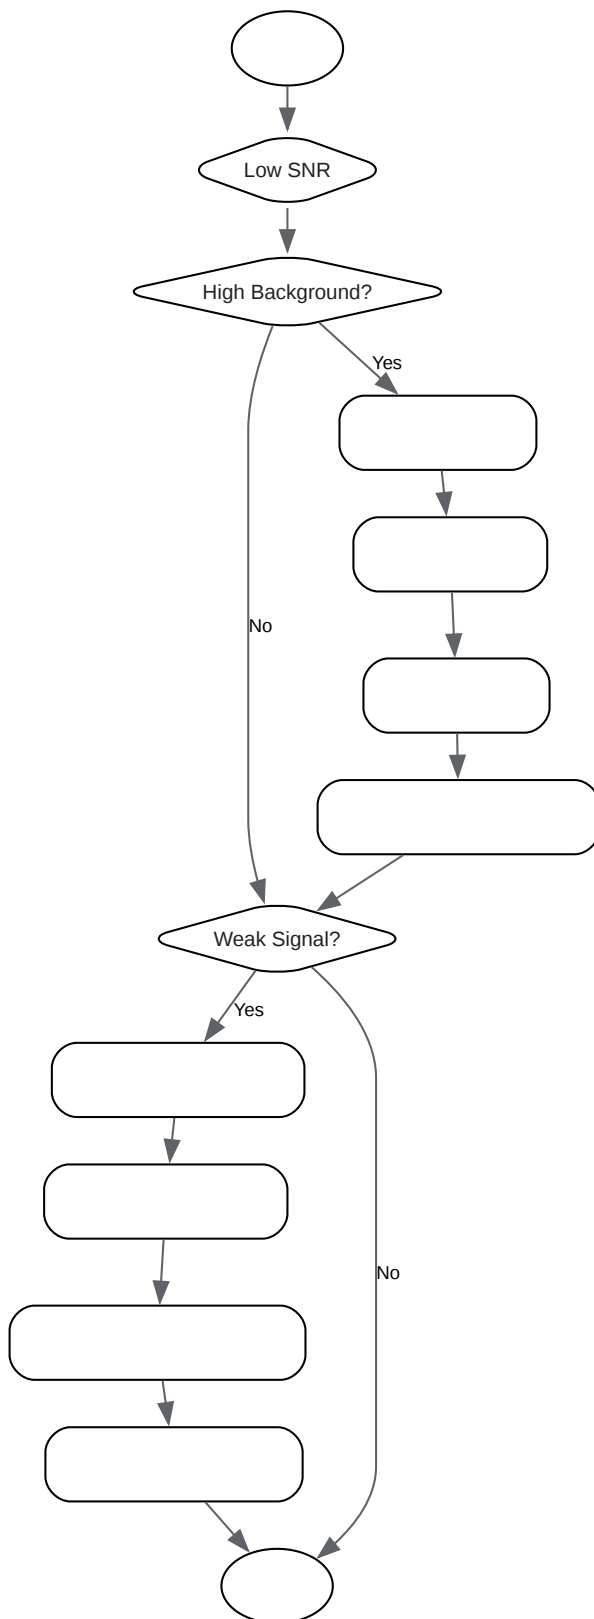 Low SNR
High Background?
Yes
No
Weak Signal?
Yes
No